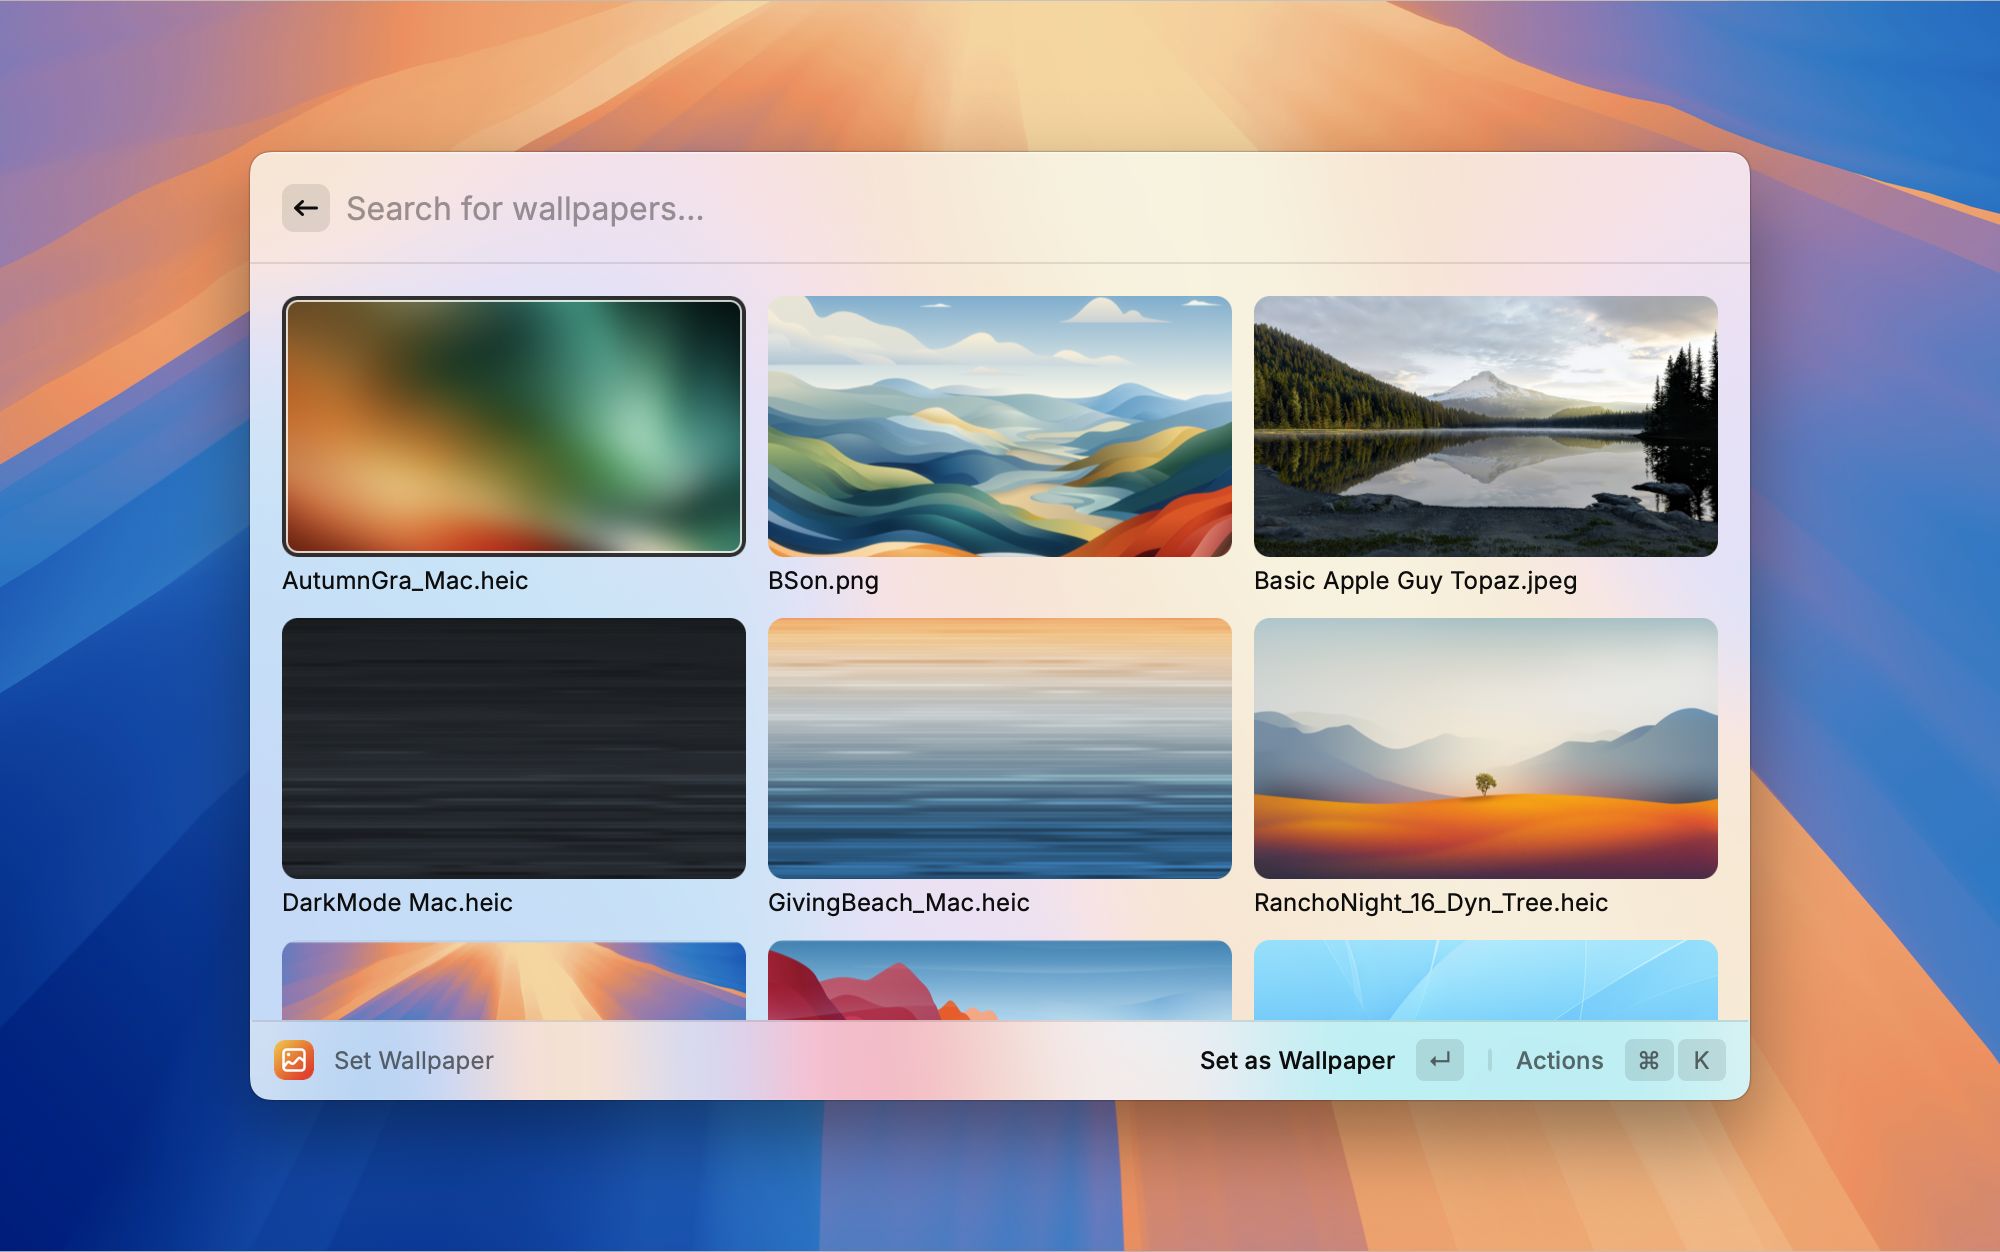 Search for wallpapers...
AutumnGra_Mac.heic
BSon.png
Basic Apple Guy Topaz.jpeg
DarkMode Mac.heic
GivingBeach_Mac.heic
RanchoNight_16_Dyn_Tree.heic
Set Wallpaper
Set as Wallpaper ↵ | Actions ⌘ K